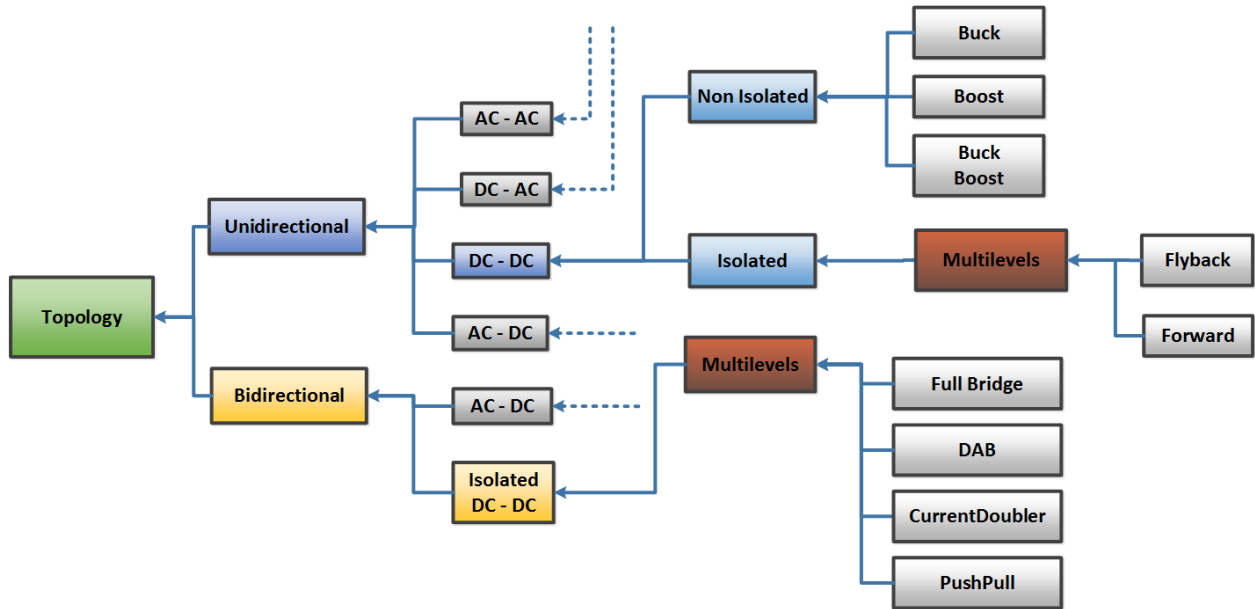 Topology
Unidirectional
Bidirectional
AC - AC
DC - AC
DC - DC
AC - DC
AC - DC
Isolated
DC - DC
Non Isolated
Isolated
Multilevels
Multilevels
Buck
Boost
Buck
Boost
Flyback
Forward
Full Bridge
DAB
CurrentDoubler
PushPull